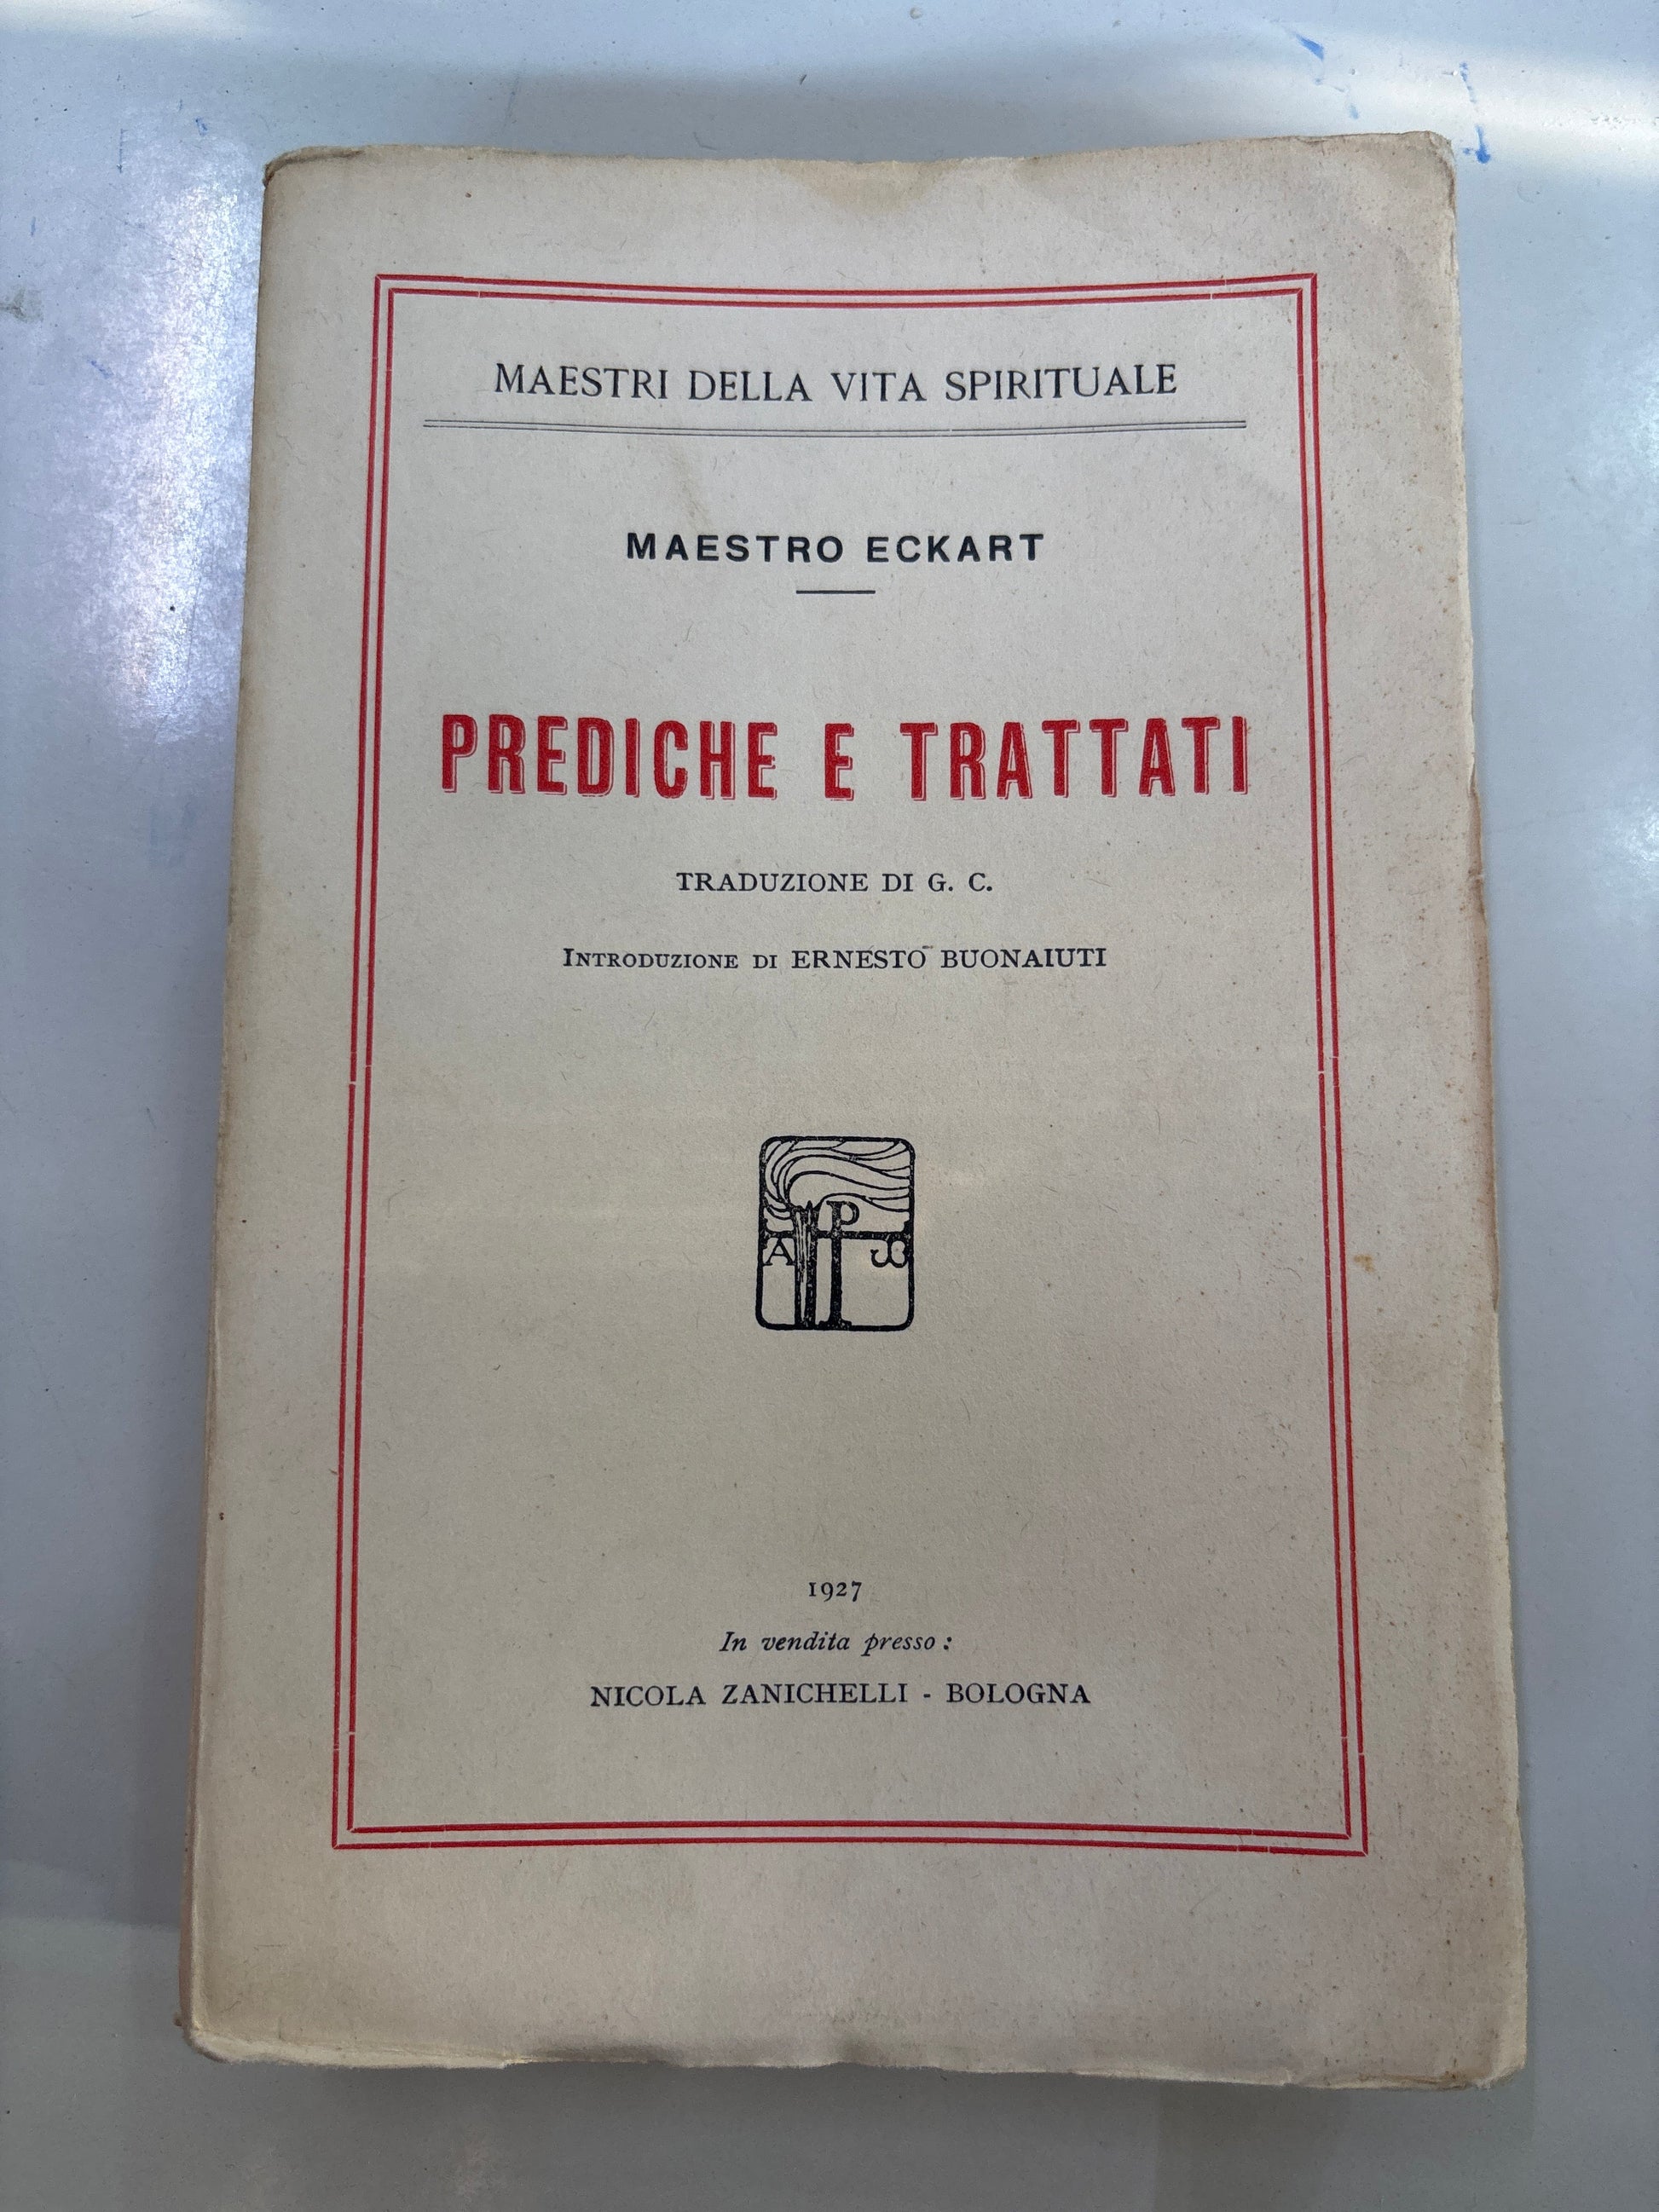 MAESTRI DELLA VITA SPIRITUALE
MAESTRO ECKART
PREDICHE E TRATTATI
TRADUZIONE DI G. C.
INTRODUZIONE DI ERNESTO BUONAIUTI
P
A B
1927
In vendita presso:
NICOLA ZANICHELLI - BOLOGNA